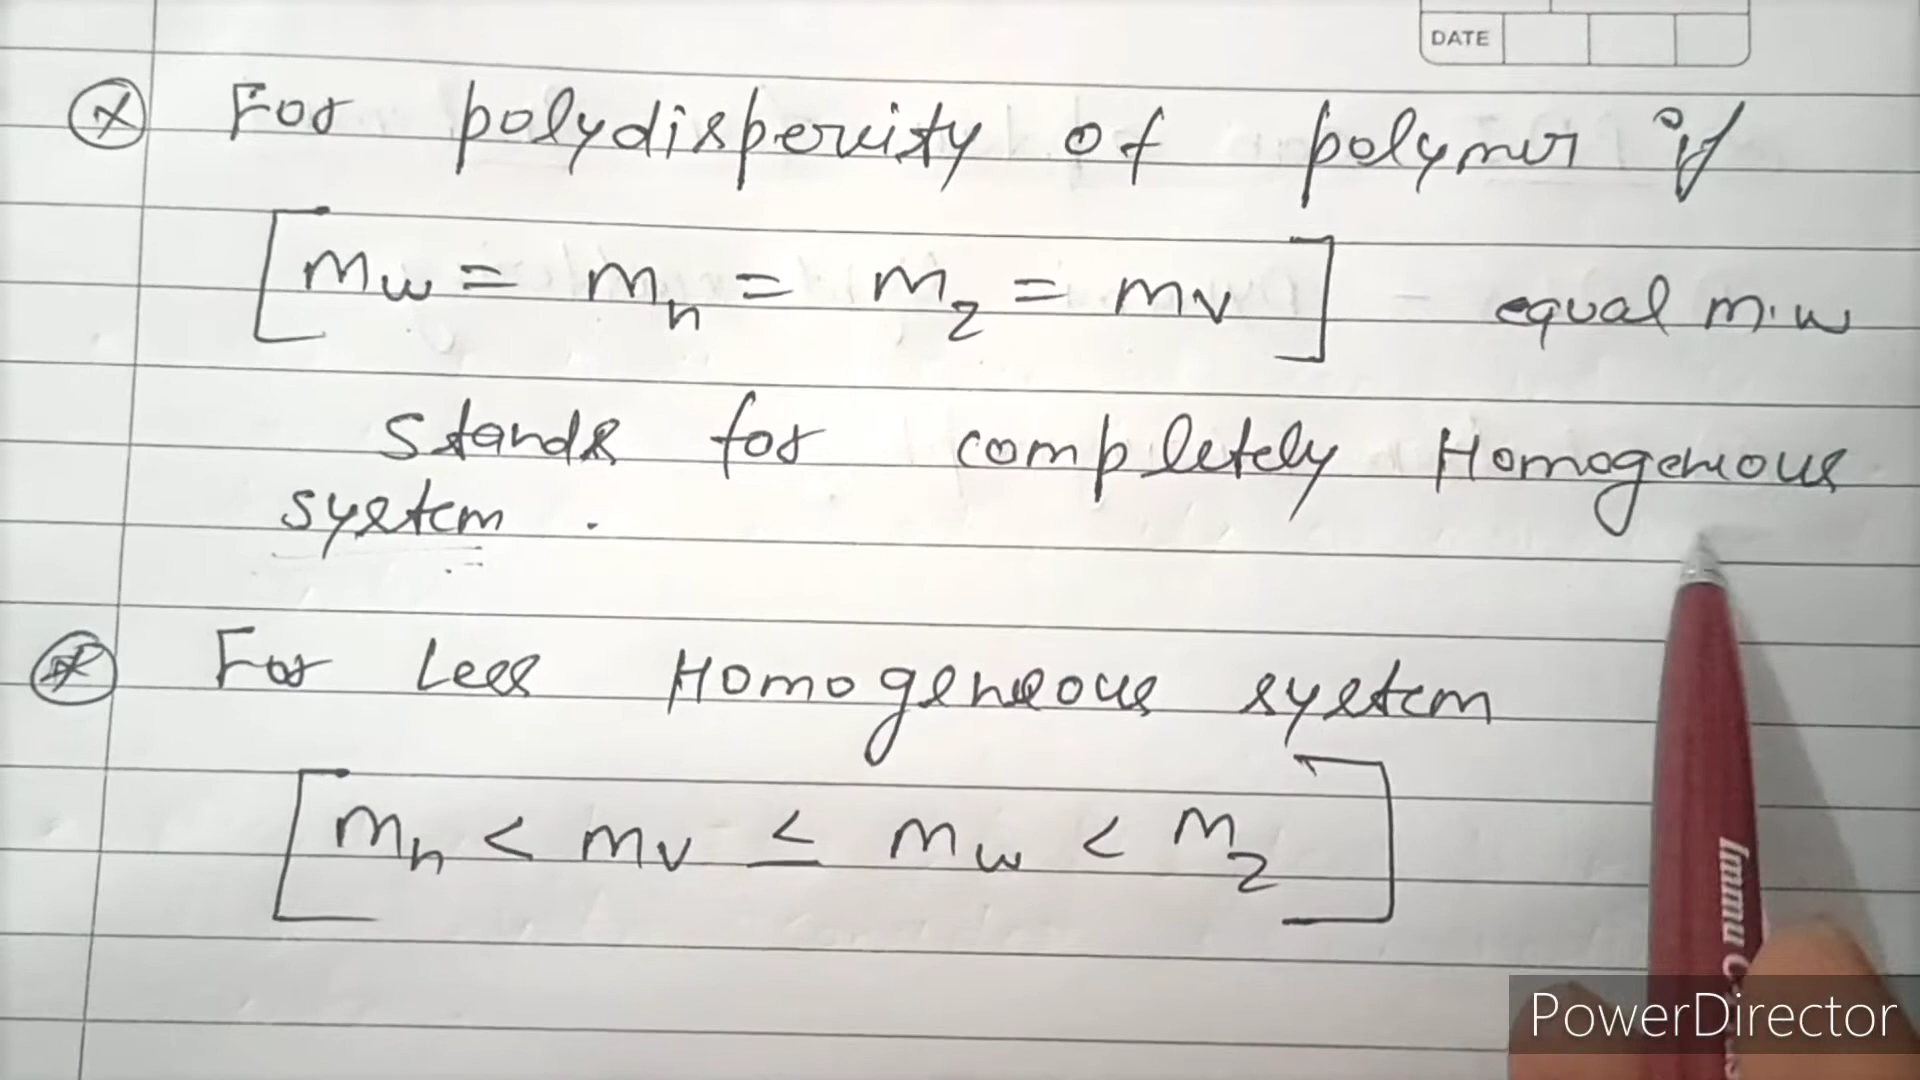 DATE
For polydispersity of polymer if
[Mw = Mn = Mz = Mv] - equal m.w
stands for completely Homogeneous
system.
For Less Homogeneous system
[Mn < Mv ≤ Mw < Mz]
PowerDirector